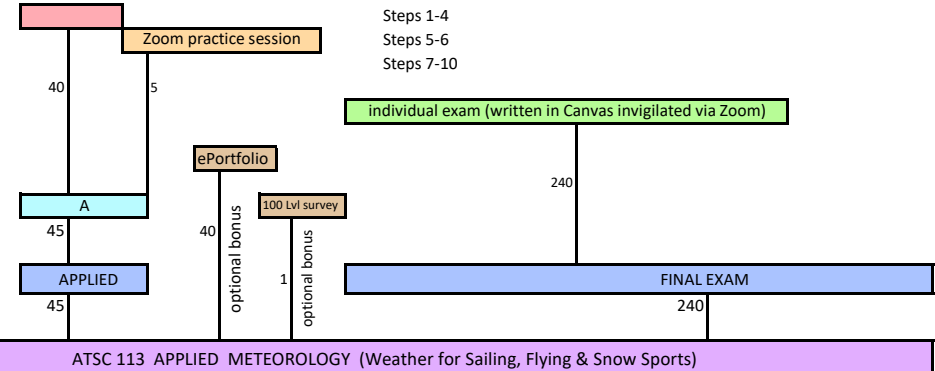 Steps 1-4
Zoom practice session
Steps 5-6
Steps 7-10
40
5
individual exam (written in Canvas invigilated via Zoom)
ePortfolio
240
A
100 Lvl survey
45
40
optional bonus
1
optional bonus
APPLIED
FINAL EXAM
45
240
ATSC 113 APPLIED METEOROLOGY (Weather for Sailing, Flying & Snow Sports)